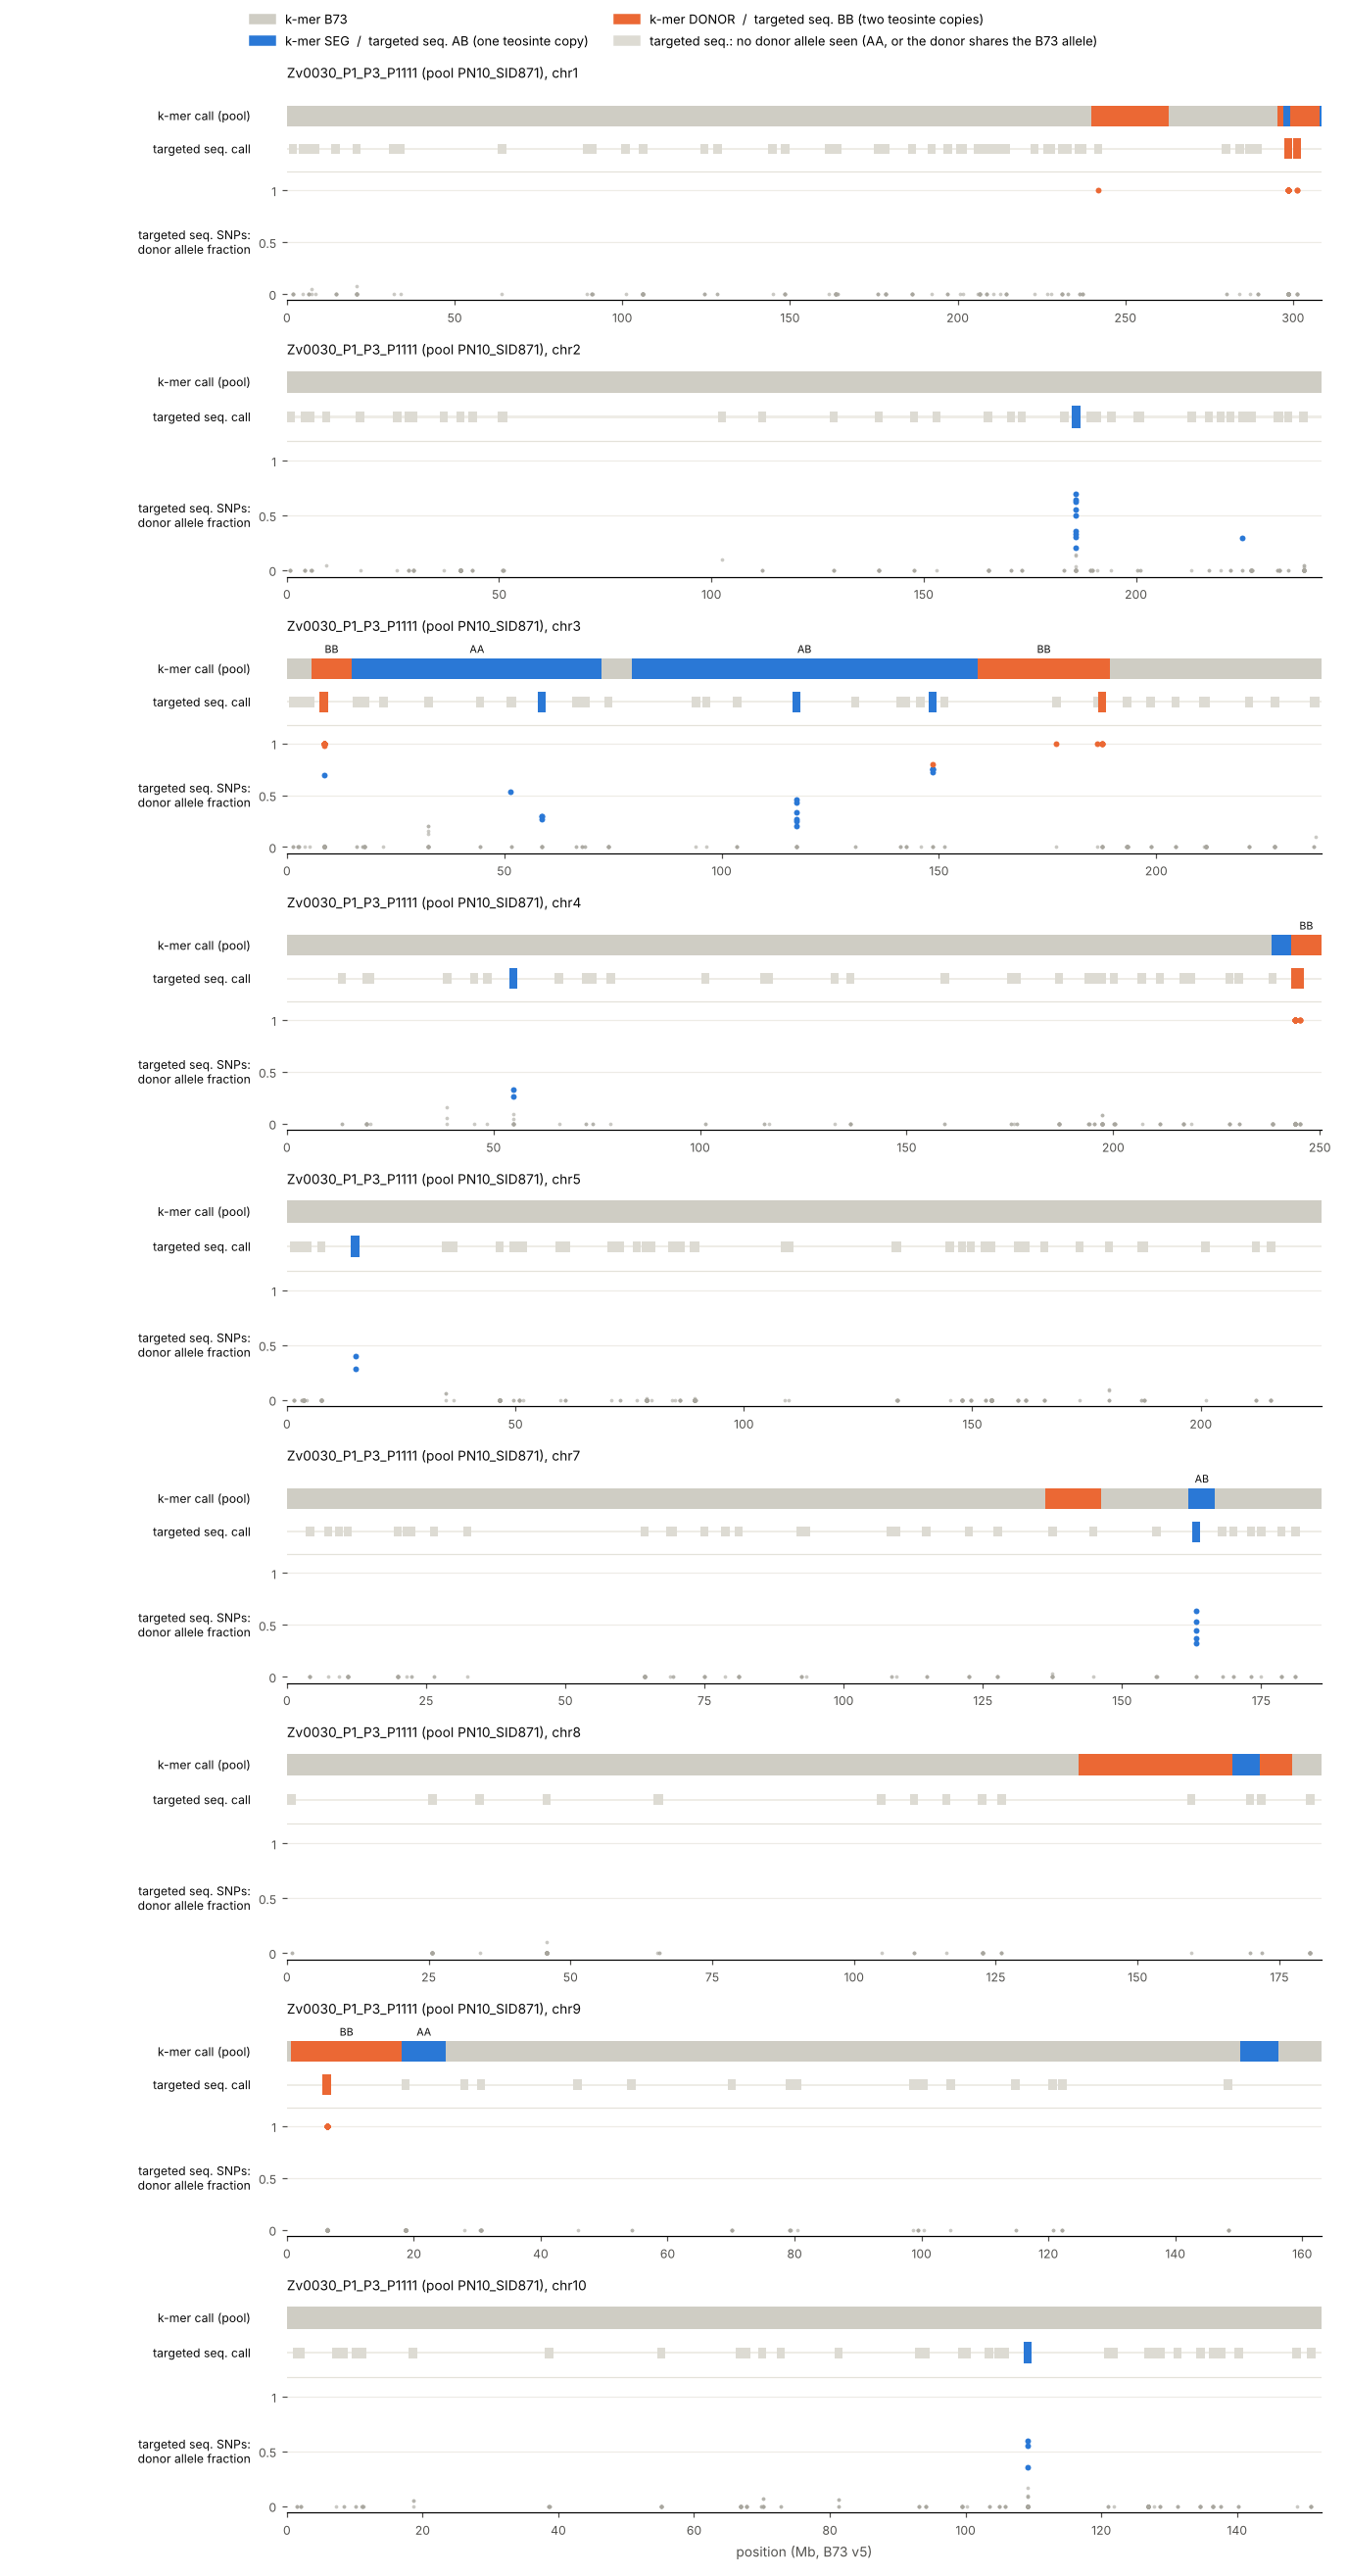 k-mer B73
k-mer DONOR / targeted seq. BB (two teosinte copies)
k-mer SEG / targeted seq. AB (one teosinte copy)
targeted seq.: no donor allele seen (AA, or the donor shares the B73 allele)
Zv0030_P1_P3_P1111 (pool PN10_SID871), chr1
k-mer call (pool)
targeted seq. call
1
targeted seq. SNPs:
donor allele fraction
0.5
0
0 50 100 150 200 250 300
Zv0030_P1_P3_P1111 (pool PN10_SID871), chr2
k-mer call (pool)
targeted seq. call
1
targeted seq. SNPs:
donor allele fraction
0.5
0
0 50 100 150 200
Zv0030_P1_P3_P1111 (pool PN10_SID871), chr3
BB AA AB BB
k-mer call (pool)
targeted seq. call
1
targeted seq. SNPs:
donor allele fraction
0.5
0
0 50 100 150 200
Zv0030_P1_P3_P1111 (pool PN10_SID871), chr4
BB
k-mer call (pool)
targeted seq. call
1
targeted seq. SNPs:
donor allele fraction
0.5
0
0 50 100 150 200 250
Zv0030_P1_P3_P1111 (pool PN10_SID871), chr5
k-mer call (pool)
targeted seq. call
1
targeted seq. SNPs:
donor allele fraction
0.5
0
0 50 100 150 200
Zv0030_P1_P3_P1111 (pool PN10_SID871), chr7
AB
k-mer call (pool)
targeted seq. call
1
targeted seq. SNPs:
donor allele fraction
0.5
0
0 25 50 75 100 125 150 175
Zv0030_P1_P3_P1111 (pool PN10_SID871), chr8
k-mer call (pool)
targeted seq. call
1
targeted seq. SNPs:
donor allele fraction
0.5
0
0 25 50 75 100 125 150 175
Zv0030_P1_P3_P1111 (pool PN10_SID871), chr9
BB AA
k-mer call (pool)
targeted seq. call
1
targeted seq. SNPs:
donor allele fraction
0.5
0
0 20 40 60 80 100 120 140 160
Zv0030_P1_P3_P1111 (pool PN10_SID871), chr10
k-mer call (pool)
targeted seq. call
1
targeted seq. SNPs:
donor allele fraction
0.5
0
0 20 40 60 80 100 120 140
position (Mb, B73 v5)